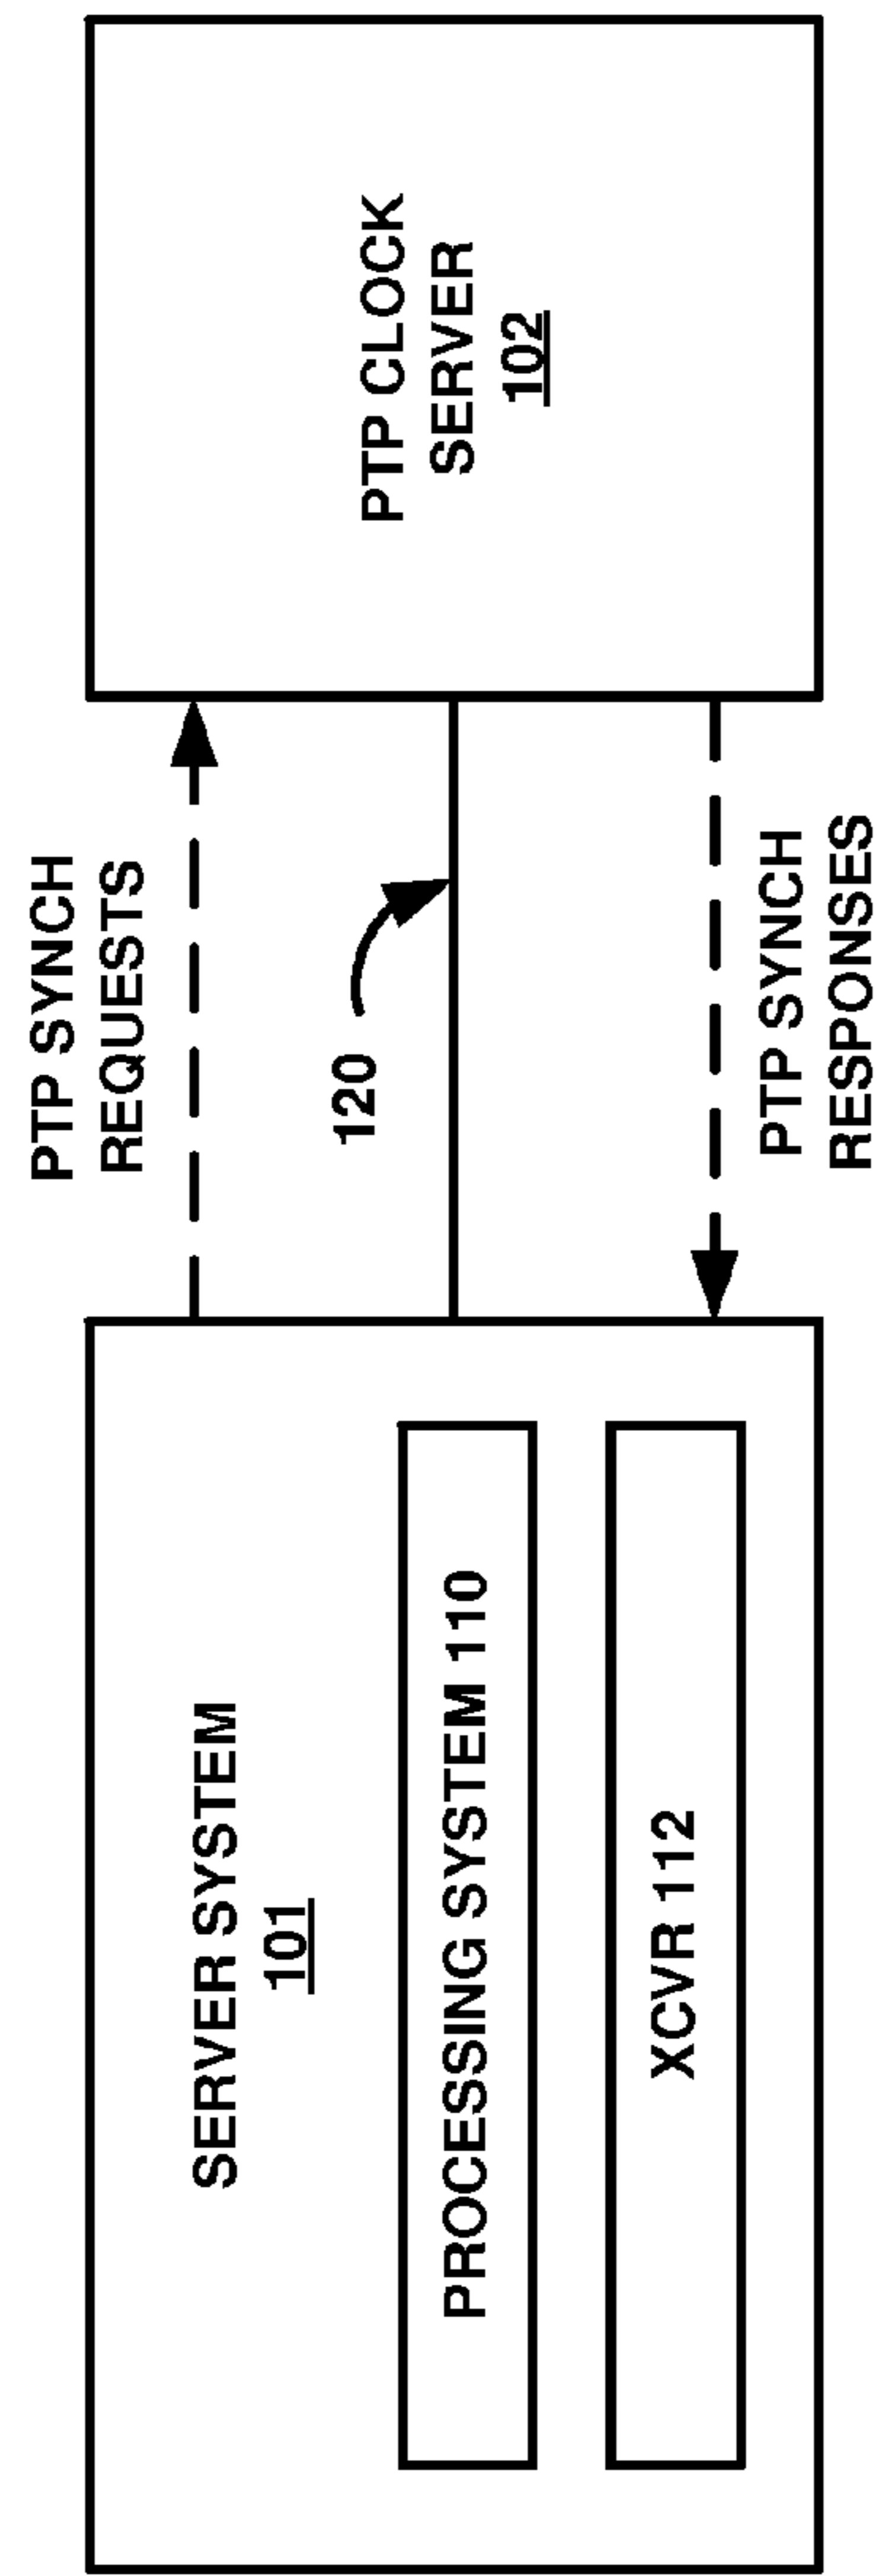 SERVER SYSTEM
101
PROCESSING SYSTEM 110
XCVR 112
PTP SYNCH
REQUESTS
120
PTP SYNCH
RESPONSES
PTP CLOCK
SERVER
102